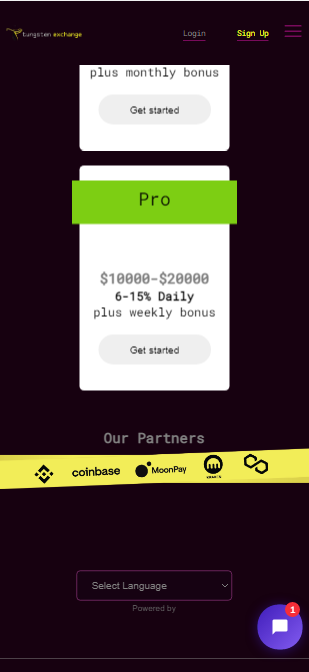 tungsten exchange
Login
Sign Up
plus monthly bonus
Get started
Pro
$10000-$20000
6-15% Daily
plus weekly bonus
Get started
Our Partners
coinbase
MoonPay
Select Language
Powered by
1